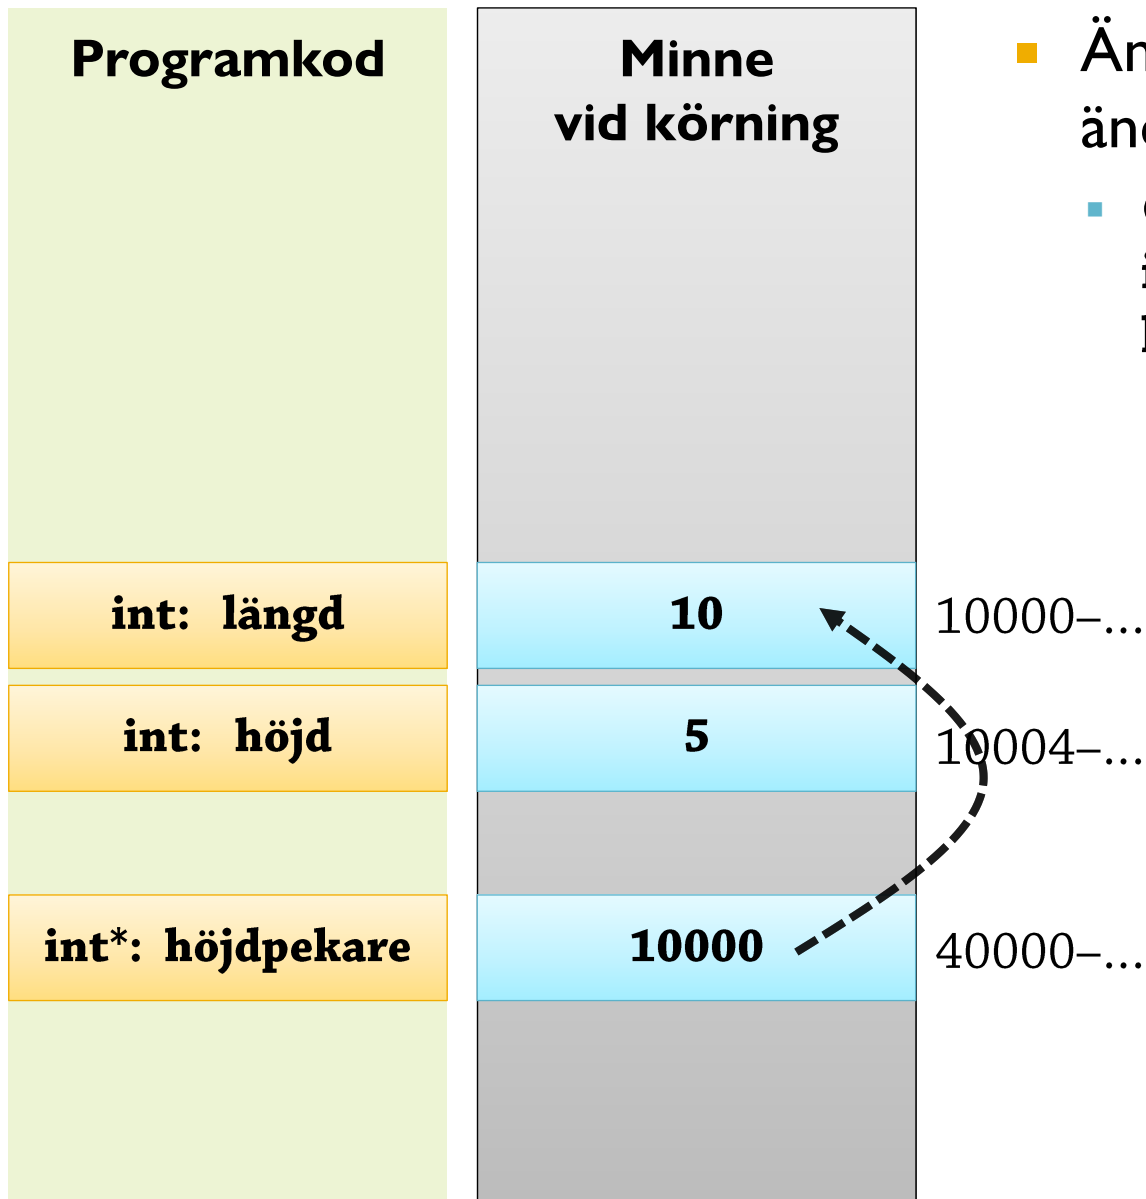 Programkod
Minne
vid körning
int: längd
10
10000–...
int: höjd
5
10004–...
int*: höjdpekare
10000
40000–...